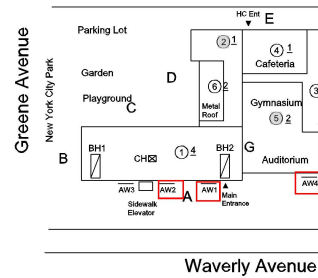 HC Ent
E
Parking Lot
2 1
4 1
Cafeteria
Greene Avenue
New York City Park
Garden
D
6 2
Playground
C
Metal
Roof
Gymnasium
3
5 2
B
BH1
CH
1 4
BH2
G
Auditorium
AW3
AW2
A
AW1
Main
Entrance
AW4
Sidewalk
Elevator
Waverly Avenue